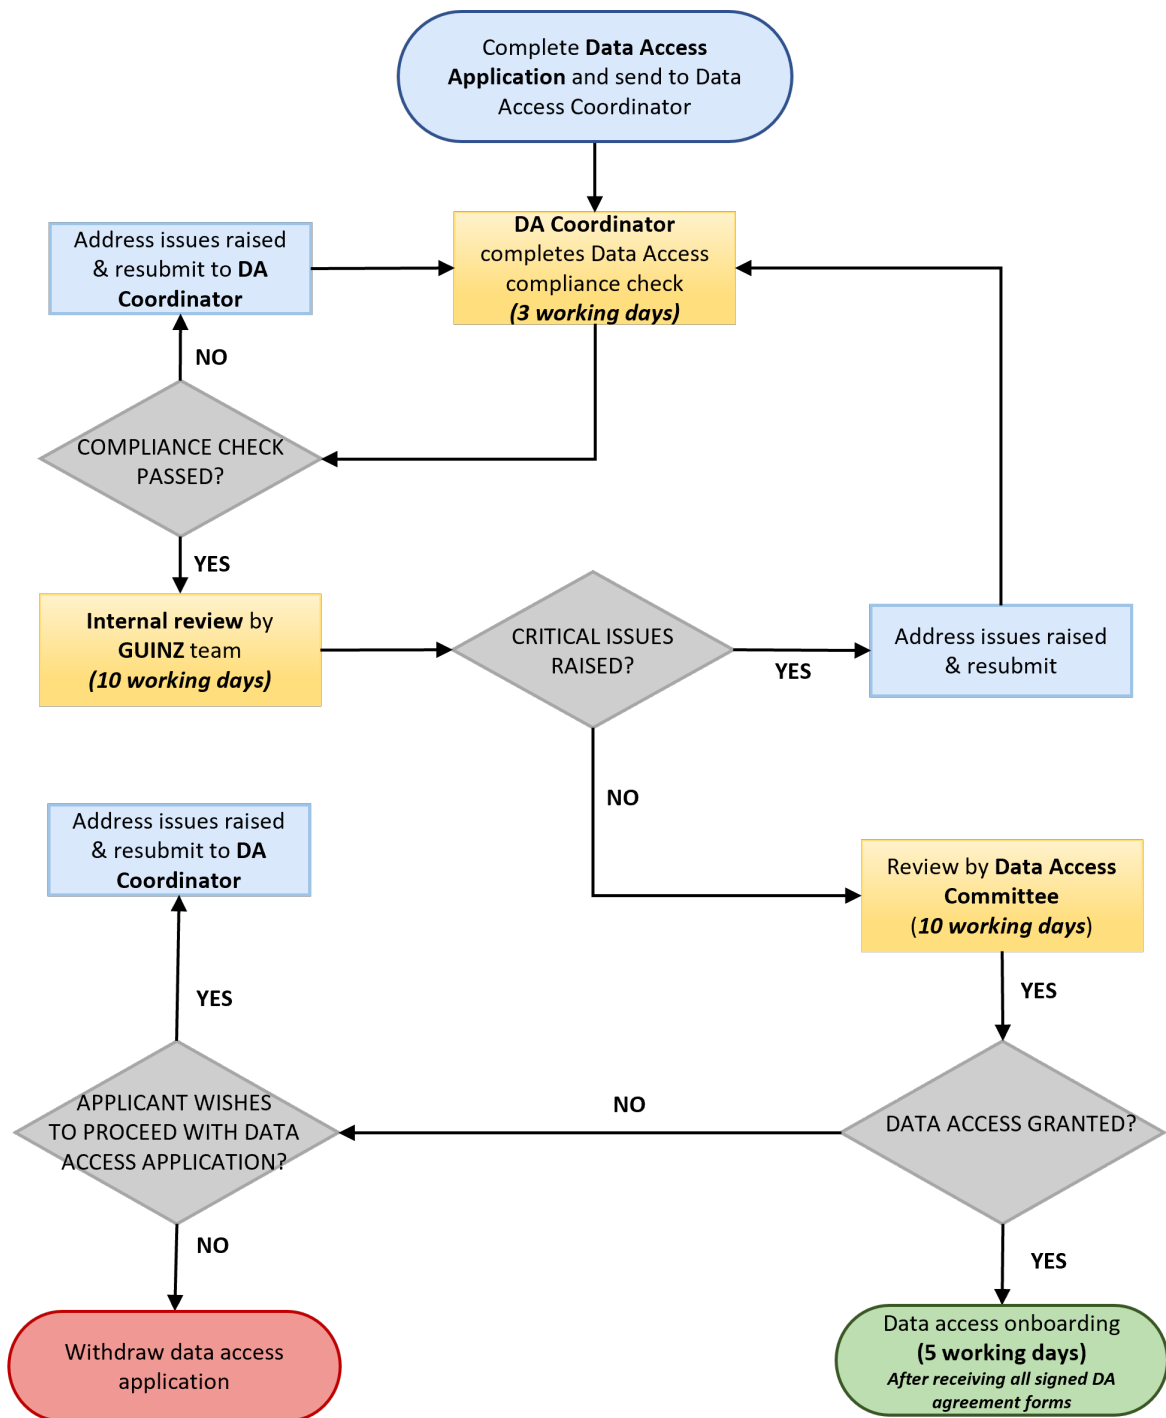 Complete Data Access
Application and send to Data
Access Coordinator
DA Coordinator
completes Data Access
compliance check
(3 working days)
Address issues raised
& resubmit to DA
Coordinator
NO
COMPLIANCE CHECK
PASSED?
YES
Internal review by
GUINZ team
(10 working days)
CRITICAL ISSUES
RAISED?
YES
Address issues raised
& resubmit
NO
Review by Data Access
Committee
(10 working days)
YES
DATA ACCESS GRANTED?
NO
Address issues raised
& resubmit to DA
Coordinator
YES
APPLICANT WISHES
TO PROCEED WITH DATA
ACCESS APPLICATION?
NO
Withdraw data access
application
YES
Data access onboarding
(5 working days)
After receiving all signed DA
agreement forms